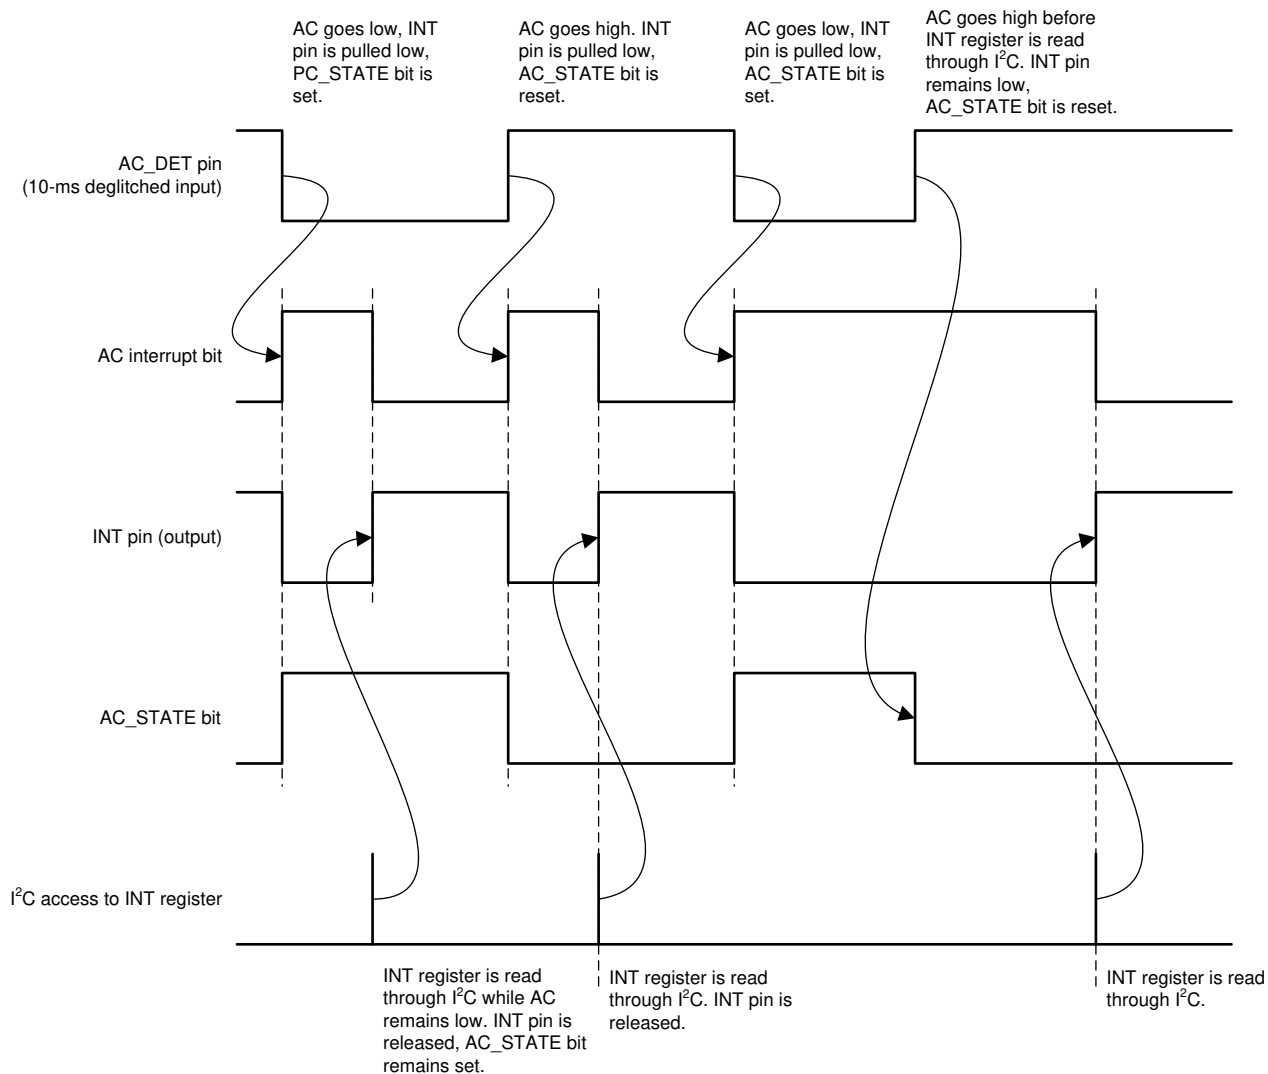 AC goes low, INT
pin is pulled low,
PC_STATE bit is
set.
AC goes high. INT
pin is pulled low,
AC_STATE bit is
reset.
AC goes low, INT
pin is pulled low,
AC_STATE bit is
set.
AC goes high before
INT register is read
through I²C. INT pin
remains low,
AC_STATE bit is reset.
AC_DET pin
(10-ms deglitched input)
AC interrupt bit
INT pin (output)
AC_STATE bit
I²C access to INT register
INT register is read
through I²C while AC
remains low. INT pin is
released, AC_STATE bit
remains set.
INT register is read
through I²C. INT pin is
released.
INT register is read
through I²C.